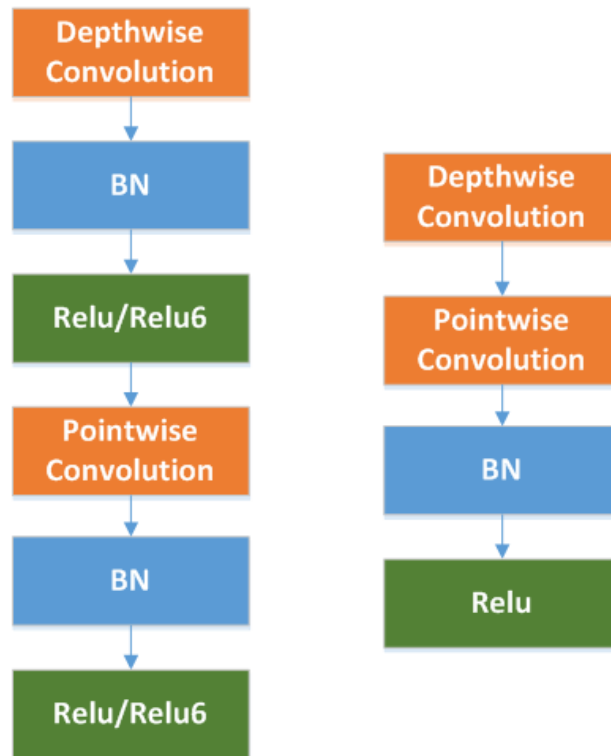 Depthwise
Convolution
BN
Relu/Relu6
Pointwise
Convolution
BN
Relu/Relu6
Depthwise
Convolution
Pointwise
Convolution
BN
Relu